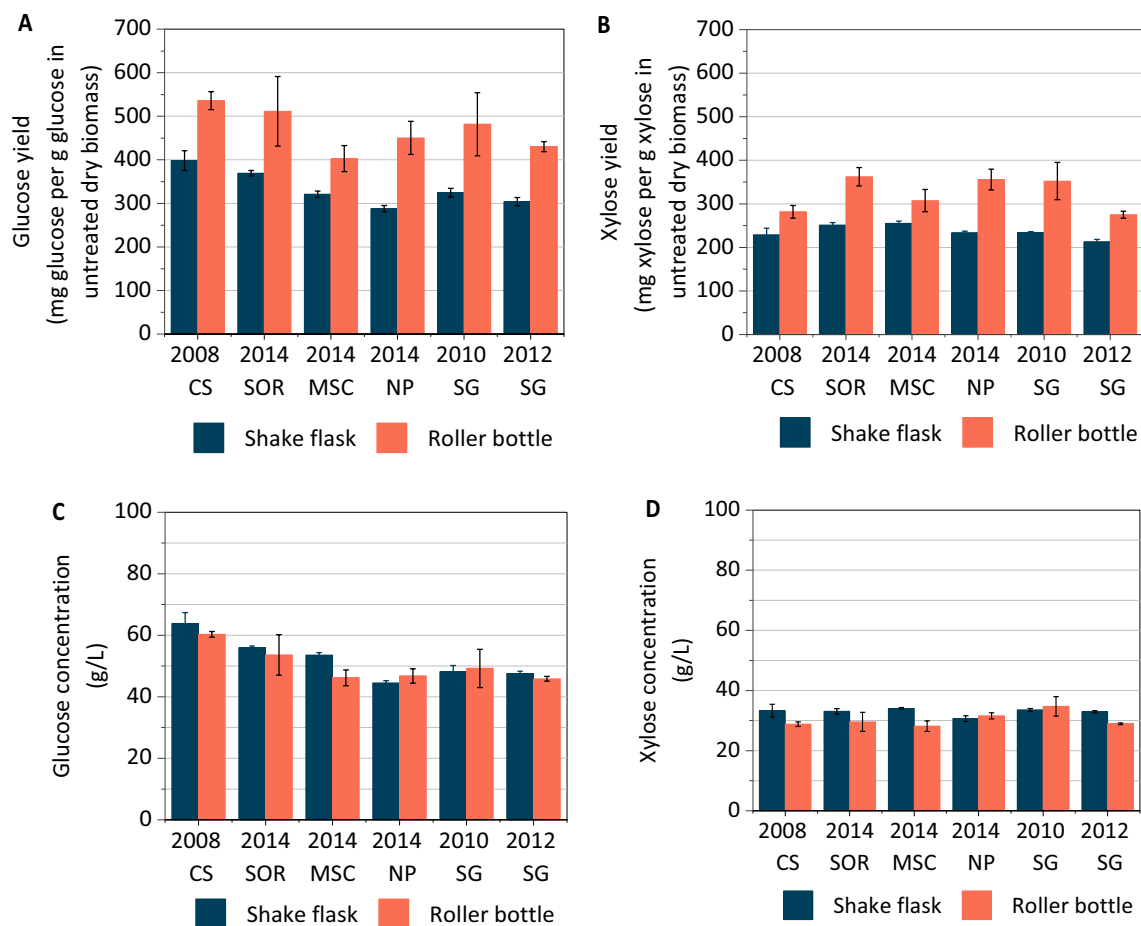 A
Glucose yield
(mg glucose per g glucose in
untreated dry biomass)
700
600
500
400
300
200
100
0
2008 2014 2014 2014 2010 2012
CS SOR MSC NP SG SG
Shake flask Roller bottle
B
Xylose yield
(mg xylose per g xylose in
untreated dry biomass)
700
600
500
400
300
200
100
0
2008 2014 2014 2014 2010 2012
CS SOR MSC NP SG SG
Shake flask Roller bottle
C
Glucose concentration
(g/L)
100
80
60
40
20
0
2008 2014 2014 2014 2010 2012
CS SOR MSC NP SG SG
Shake flask Roller bottle
D
Xylose concentration
(g/L)
100
80
60
40
20
0
2008 2014 2014 2014 2010 2012
CS SOR MSC NP SG SG
Shake flask Roller bottle